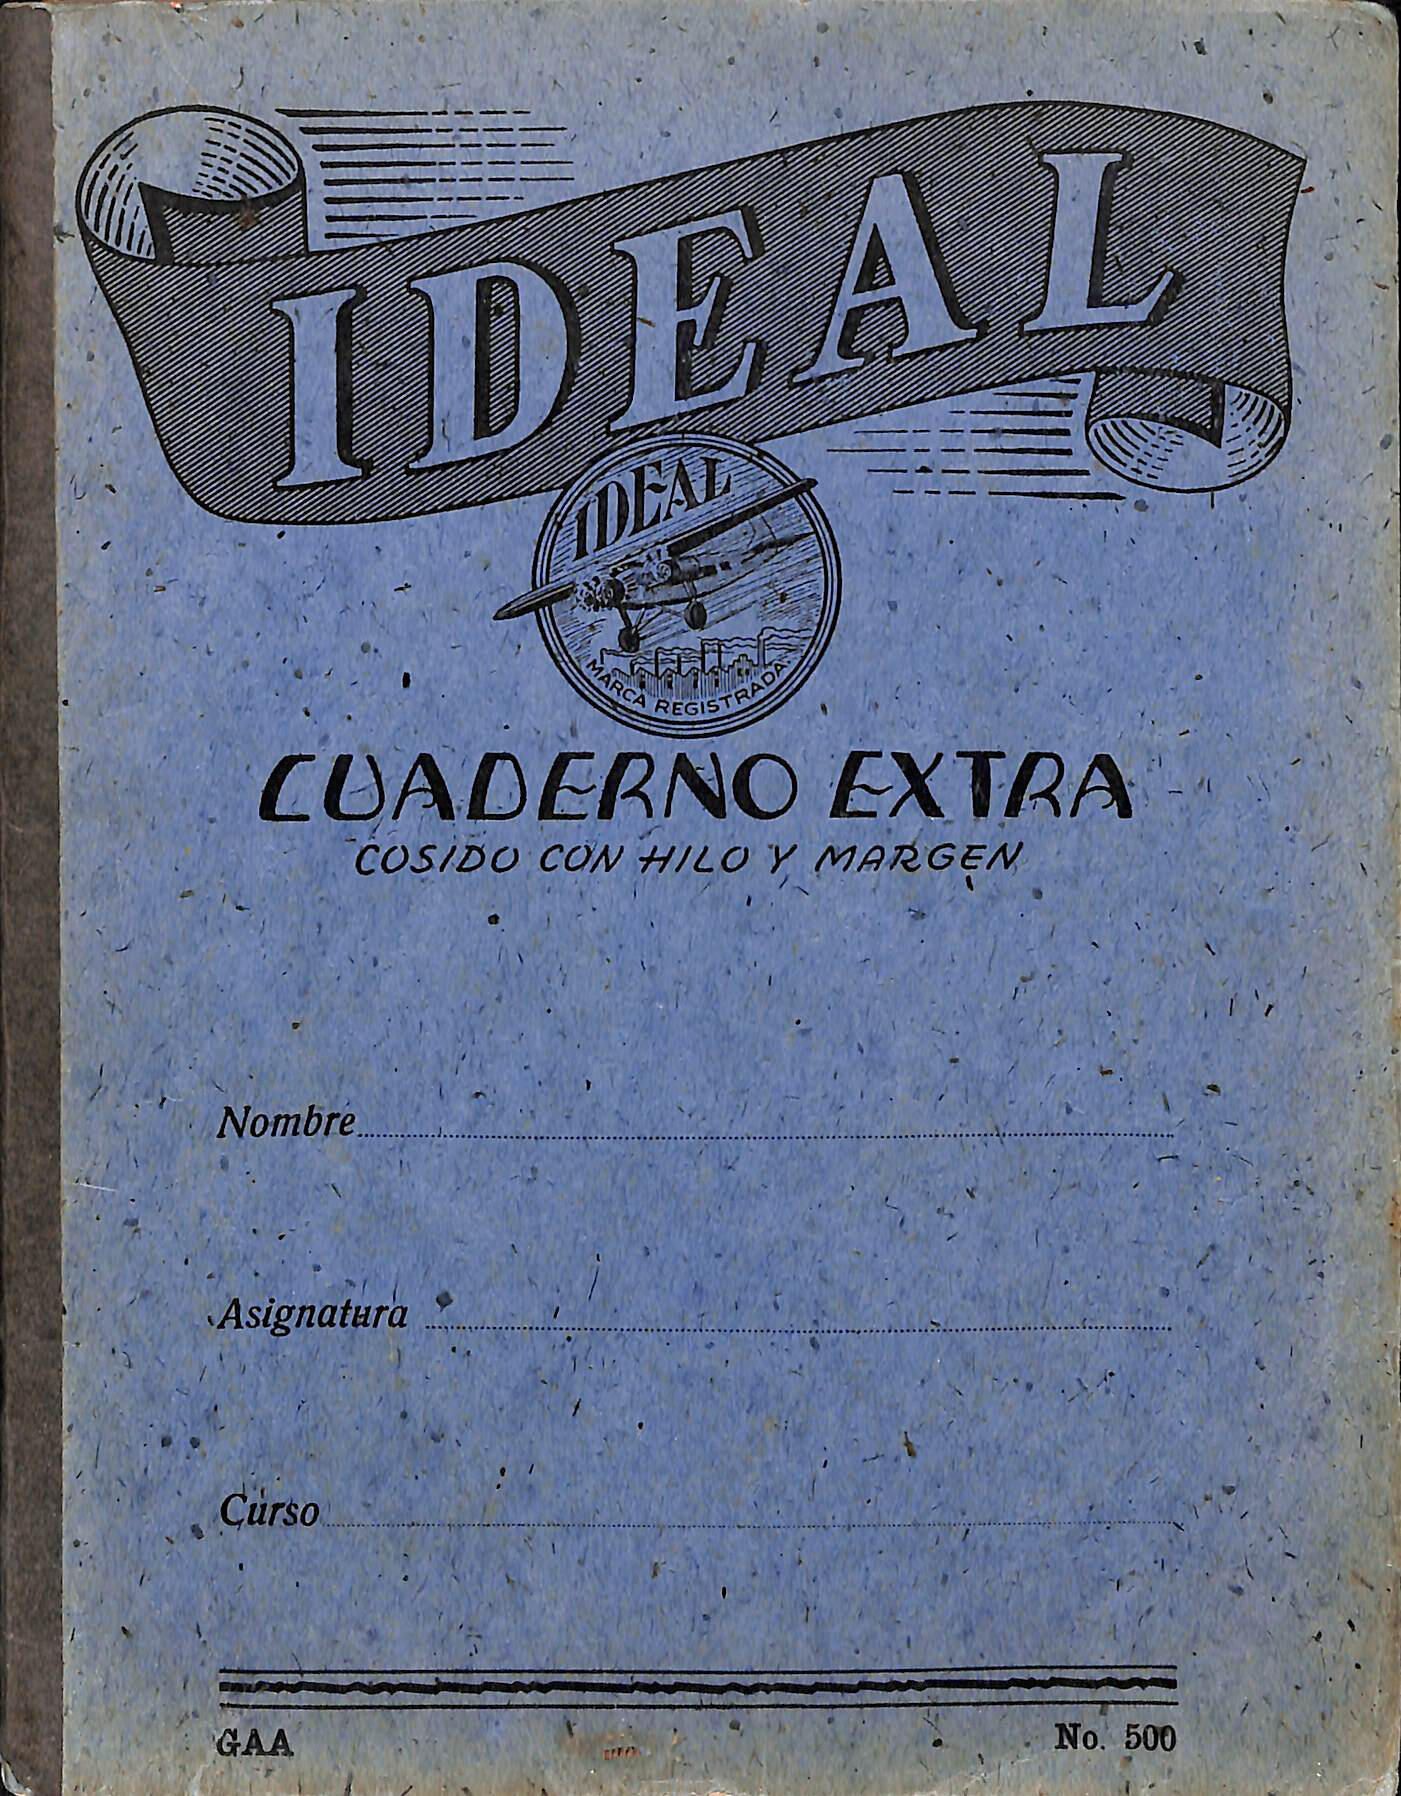 IDEAL
IDEAL
MARCA REGISTRADA
CUADERNO EXTRA
COSIDO CON HILO Y MARGEN
Nombre
Asignatura
Curso
GAA No. 500